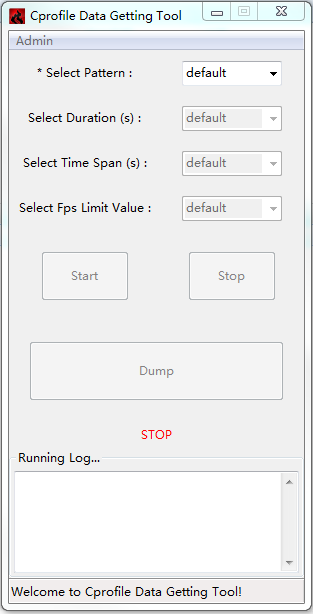 Cprofile Data Getting Tool
Admin
* Select Pattern : default
Select Duration (s) : default
Select Time Span (s) : default
Select Fps Limit Value : default
Start Stop
Dump
STOP
Running Log...
Welcome to Cprofile Data Getting Tool!